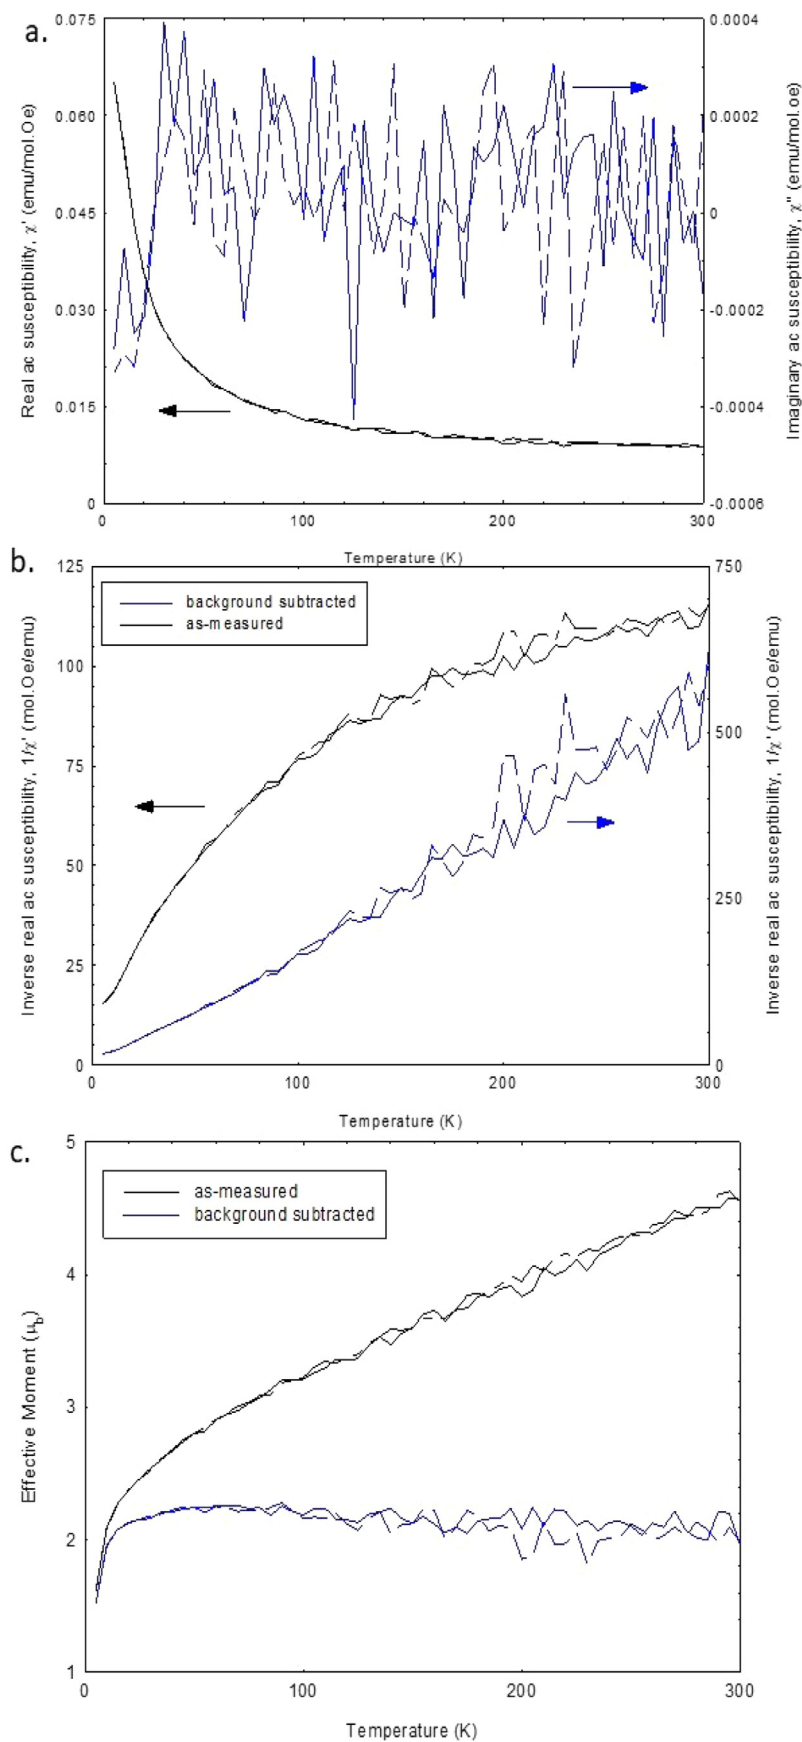 a.
0.075
0.060
0.045
0.030
0.015
0
0.0004
0.0002
0
-0.0002
-0.0004
-0.0006
Real ac susceptibility, χ' (emu/mol.Oe)
Imaginary ac susceptibility, χ" (emu/mol.oe)
0 100 200 300
Temperature (K)
b.
125
100
75
50
25
0
750
500
250
0
background subtracted
as-measured
Inverse real ac susceptibility, 1/χ' (mol.Oe/emu)
Inverse real ac susceptibility, 1/χ' (mol.Oe/emu)
0 100 200 300
Temperature (K)
c.
5
4
3
2
1
as-measured
background subtracted
Effective Moment (μb)
0 100 200 300
Temperature (K)